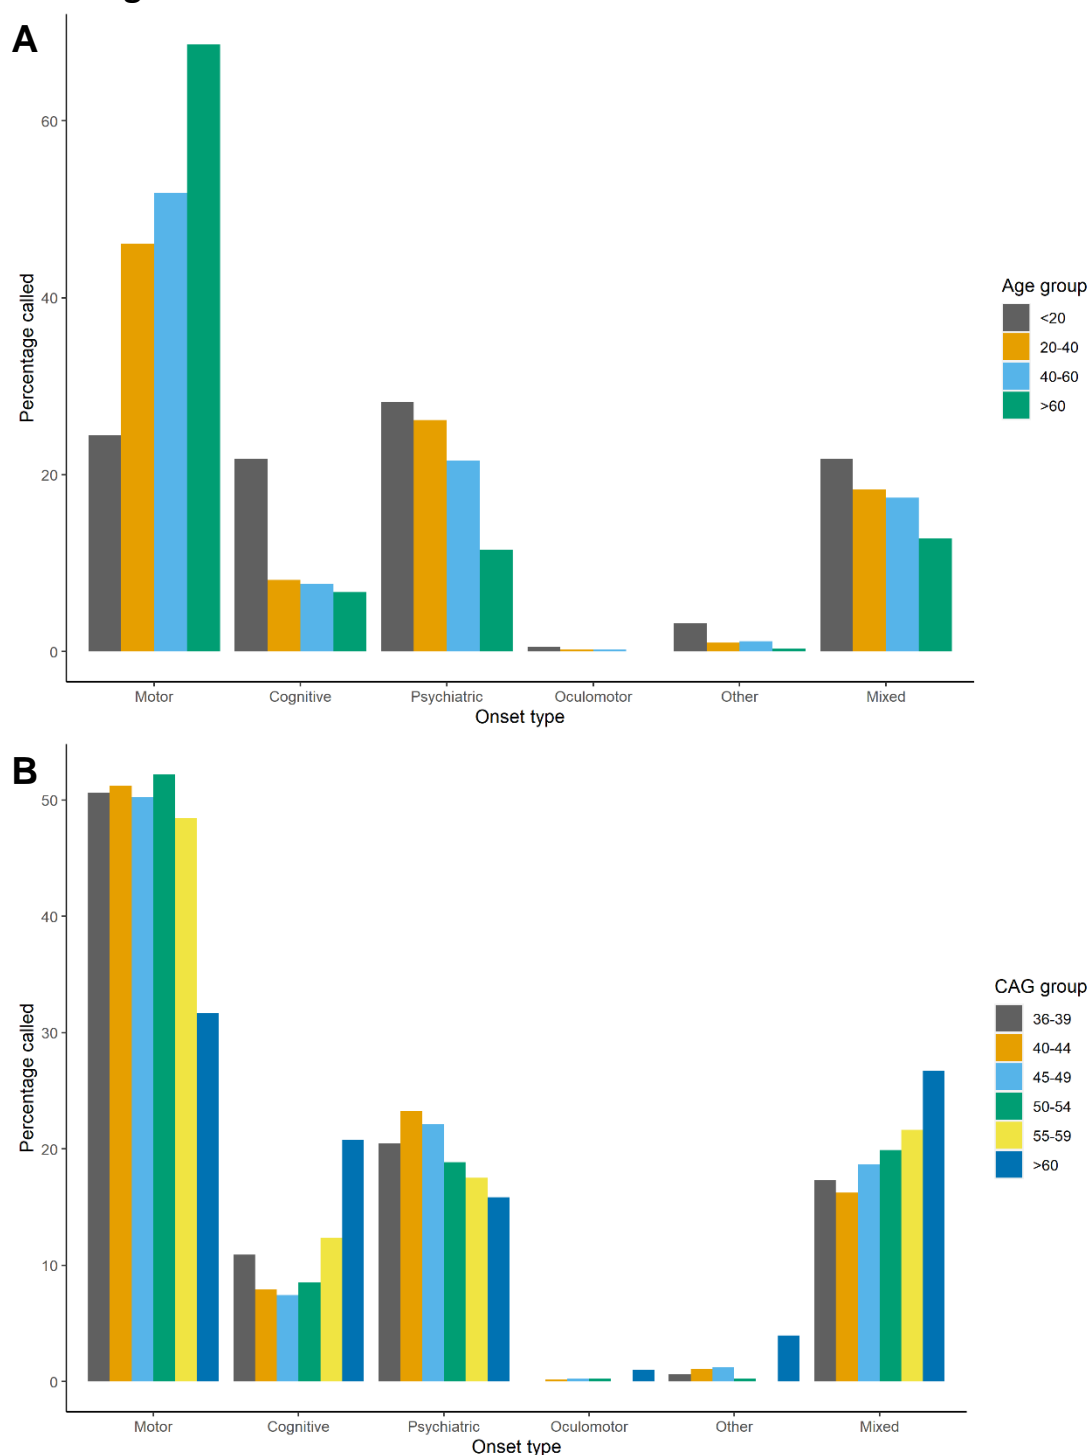 A
60
40
20
0
Percentage called
Motor Cognitive Psychiatric Oculomotor Other Mixed
Onset type
Age group
<20
20-40
40-60
>60
B
50
40
30
20
10
0
Percentage called
Motor Cognitive Psychiatric Oculomotor Other Mixed
Onset type
CAG group
36-39
40-44
45-49
50-54
55-59
>60